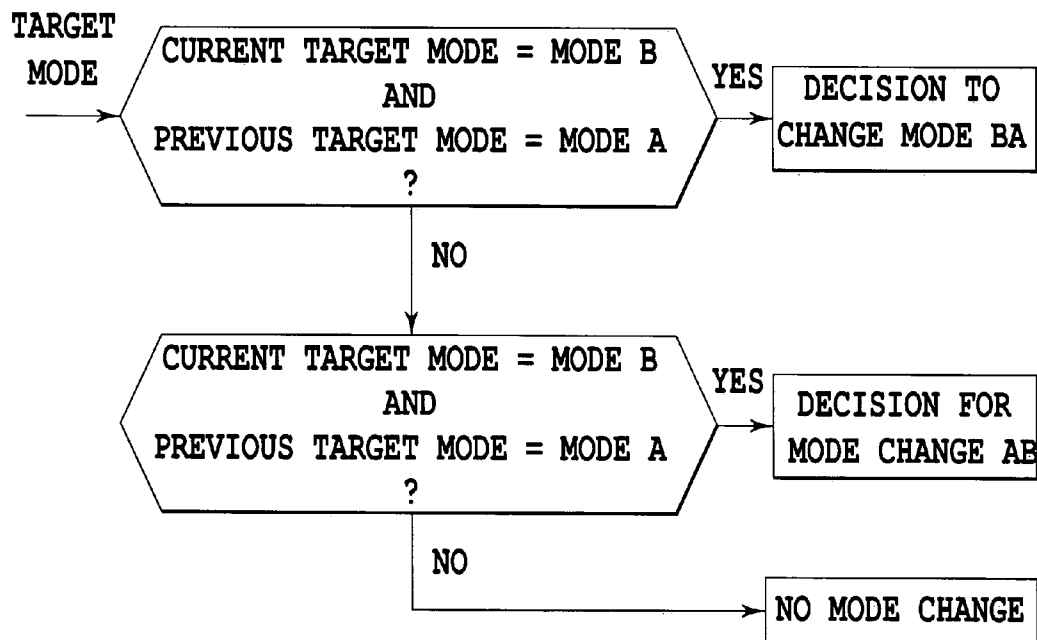 TARGET
MODE
CURRENT TARGET MODE = MODE B
AND
PREVIOUS TARGET MODE = MODE A
?
YES
DECISION TO
CHANGE MODE BA
NO
CURRENT TARGET MODE = MODE B
AND
PREVIOUS TARGET MODE = MODE A
?
YES
DECISION FOR
MODE CHANGE AB
NO
NO MODE CHANGE